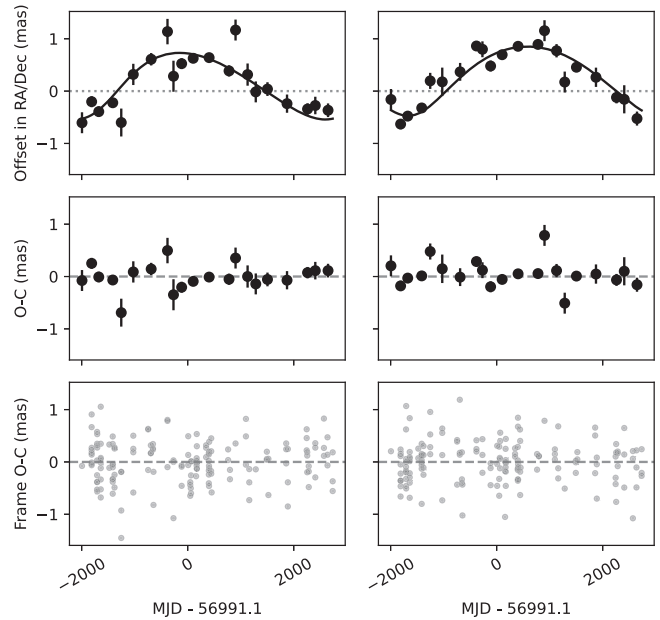 Offset in RA/Dec (mas)
1
0
−1
O-C (mas)
1
0
−1
Frame O-C (mas)
1
0
−1
−2000 0 2000 −2000 0 2000
MJD - 56991.1 MJD - 56991.1